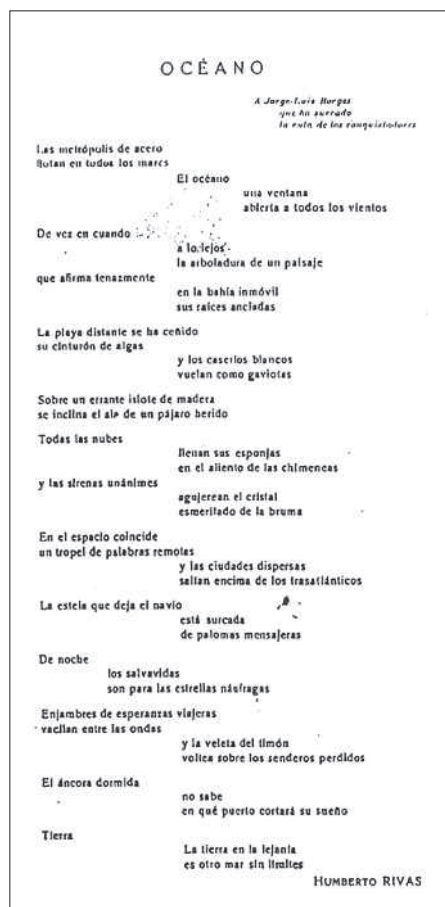 OCÉANO
A Jorge-Luis Borges
que ha surcado
la ruta de los conquistadores
Las metrópolis de acero
flotan en todos los mares
El océano
una ventana
abierta a todos los vientos
De vez en cuando
a lo lejos
la arboladura de un paisaje
que afirma tenazmente
en la bahía inmóvil
sus raíces ancladas
La playa distante se ha ceñido
su cinturón de algas
y los caseríos blancos
vuelan como gaviotas
Sobre un errante islote de madera
se inclina el ala de un pájaro herido
Todas las nubes
llenan sus esponjas
en el aliento de las chimeneas
y las sirenas unánimes
agujerean el cristal
esmerilado de la bruma
En el espacio coincide
un tropel de palabras remotas
y las ciudades dispersas
saltan encima de los trasatlánticos
La estela que deja el navío
está surcada
de palomas mensajeras
De noche
los salvavidas
son para las estrellas náufragas
Enjambres de esperanzas viajeras
vacilan entre las ondas
y la veleta del timón
voltea sobre los senderos perdidos
El áncora dormida
no sabe
en qué puerto cortará su sueño
Tierra
La tierra en la lejanía
es otro mar sin límites
HUMBERTO RIVAS